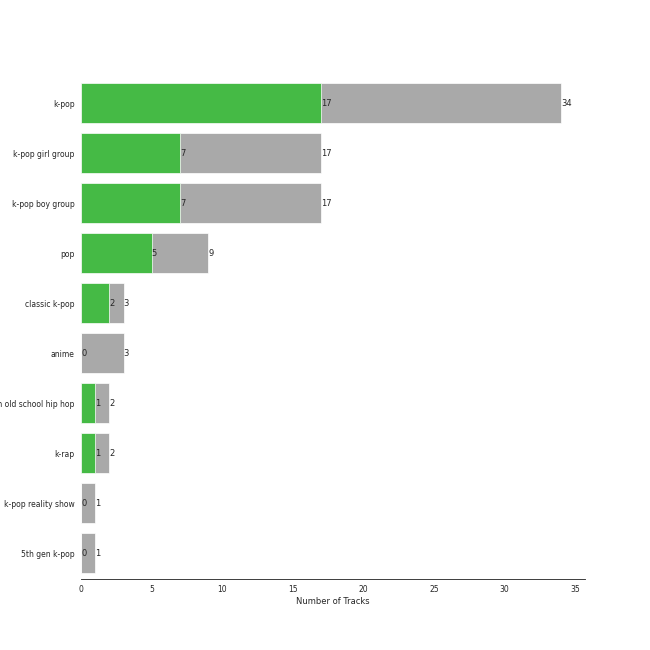 k-pop 17 34
k-pop girl group 7 17
k-pop boy group 7 17
pop 5 9
classic k-pop 2 3
anime 0 3
old school hip hop 1 2
k-rap 1 2
k-pop reality show 0 1
5th gen k-pop 0 1
0 5 10 15 20 25 30 35
Number of Tracks